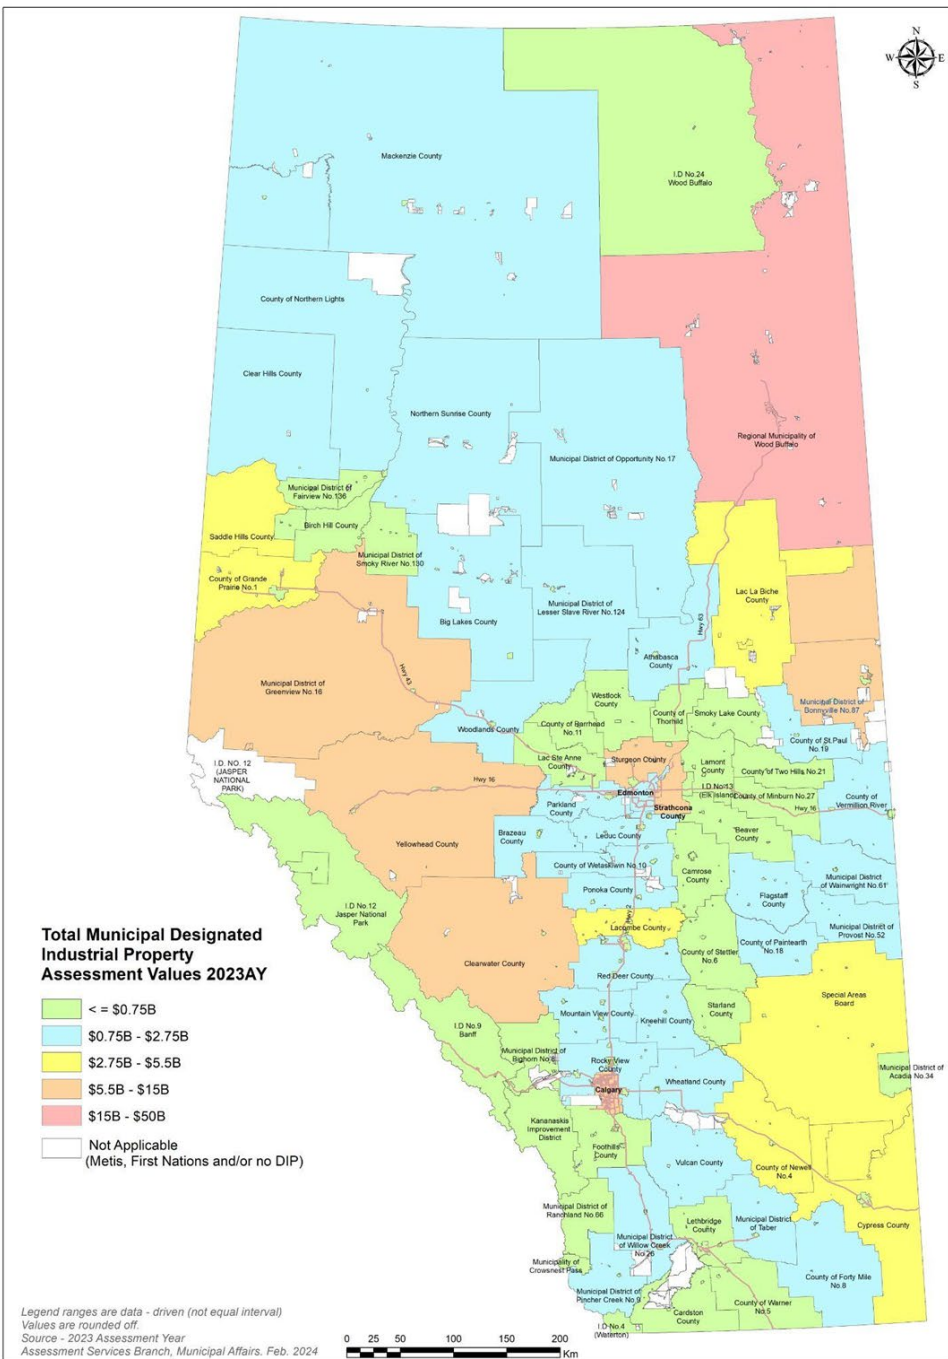 N
W E
S
Mackenzie County
I.D No.24
Wood Buffalo
County of Northern Lights
Clear Hills County
Northern Sunrise County
Regional Municipality of
Wood Buffalo
Municipal District of Opportunity No.17
Municipal District of
Fairview No.136
Birch Hill County
Saddle Hills County
Municipal District of
Smoky River No.130
County of Grande
Prairie No.1
Lac La Biche
County
Municipal District of
Lesser Slave River No.124
Big Lakes County
Hwy 63
Athabasca
County
Hwy 43
Municipal District of
Greenview No.16
Westlock
County
Municipal District of
Bonnyville No.87
County of
Thorhild
Smoky Lake County
Woodlands County
County of Barrhead
No.11
County of St.Paul
No.19
Lac Ste Anne
County
Sturgeon County
Lamont
County
County of Two Hills No.21
I.D. NO. 12
(JASPER
NATIONAL
PARK)
Hwy 16
Edmonton
I.D No.13
(Elk Island)
County of Minburn No.27
County of
Vermillion River
Parkland
County
Strathcona
County
Hwy 16
Brazeau
County
Leduc County
Beaver
County
Yellowhead County
County of Wetaskiwin No.10
Camrose
County
Municipal District
of Wainwright No.61
Ponoka County
Flagstaff
County
I.D No.12
Jasper National
Park
Hwy 2
Lacombe County
Municipal District of
Provost No.52
County of Stettler
No.6
County of Paintearth
No.18
Clearwater County
Red Deer County
Special Areas
Board
Starland
County
Mountain View County
Kneehill County
I.D No.9
Banff
Municipal District of
Bighorn No.8
Rocky View
County
Municipal District of
Acadia No.34
Calgary
Wheatland County
Kananaskis
Improvement
District
Foothills
County
Vulcan County
County of Newell
No.4
Municipal District of
Ranchland No.66
Lethbridge
County
Municipal District
of Taber
Cypress County
Municipal District
of Willow Creek
No.26
Municipality of
Crowsnest Pass
County of Forty Mile
No.8
Municipal District of
Pincher Creek No.9
County of Warner
No.5
Cardston
County
I.D No.4
(Waterton)
Total Municipal Designated
Industrial Property
Assessment Values 2023AY
< = $0.75B
$0.75B - $2.75B
$2.75B - $5.5B
$5.5B - $15B
$15B - $50B
Not Applicable
(Metis, First Nations and/or no DIP)
Legend ranges are data - driven (not equal interval)
Values are rounded off.
Source - 2023 Assessment Year
Assessment Services Branch, Municipal Affairs. Feb. 2024
0 25 50 100 150 200
Km